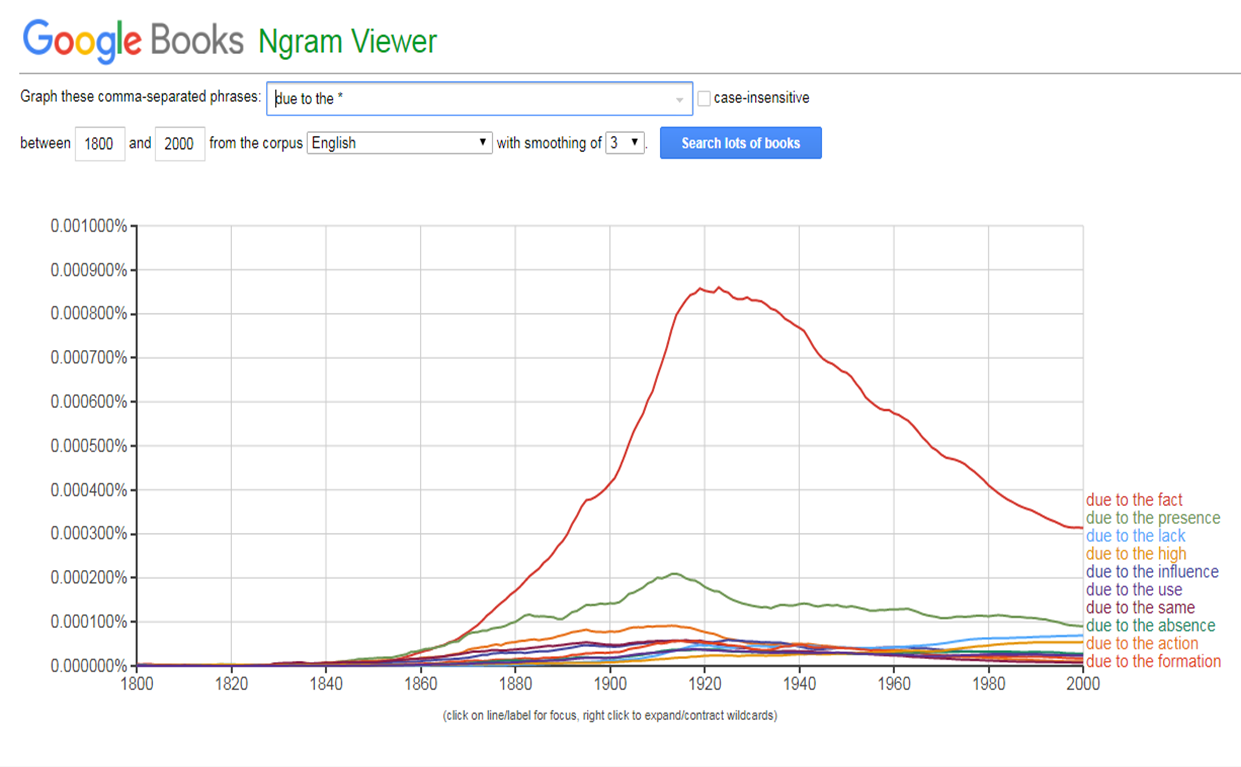 Google Books Ngram Viewer
Graph these comma-separated phrases: due to the * case-insensitive
between 1800 and 2000 from the corpus English with smoothing of 3 . Search lots of books
0.001000%
0.000900%
0.000800%
0.000700%
0.000600%
0.000500%
0.000400%
0.000300%
0.000200%
0.000100%
0.000000%
1800 1820 1840 1860 1880 1900 1920 1940 1960 1980 2000
due to the fact
due to the presence
due to the lack
due to the high
due to the influence
due to the use
due to the same
due to the absence
due to the action
due to the formation
(click on line/label for focus, right click to expand/contract wildcards)